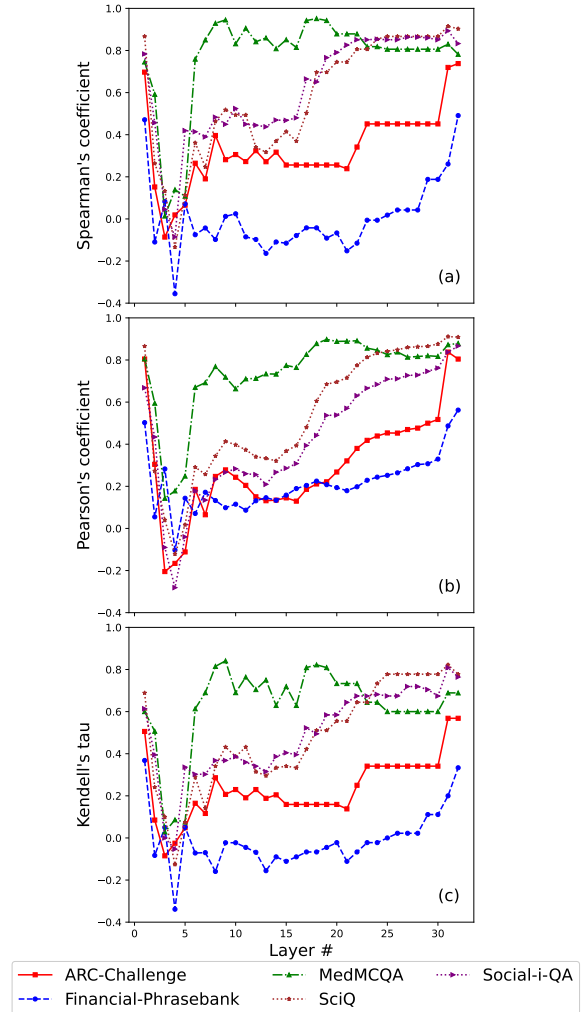 1.0
0.8
0.6
0.4
0.2
0.0
−0.2
−0.4
Spearman's coefficient
(a)
1.0
0.8
0.6
0.4
0.2
0.0
−0.2
−0.4
Pearson's coefficient
(b)
1.0
0.8
0.6
0.4
0.2
0.0
−0.2
−0.4
Kendell's tau
(c)
0 5 10 15 20 25 30
Layer #
ARC-Challenge MedMCQA Social-i-QA
Financial-Phrasebank SciQ